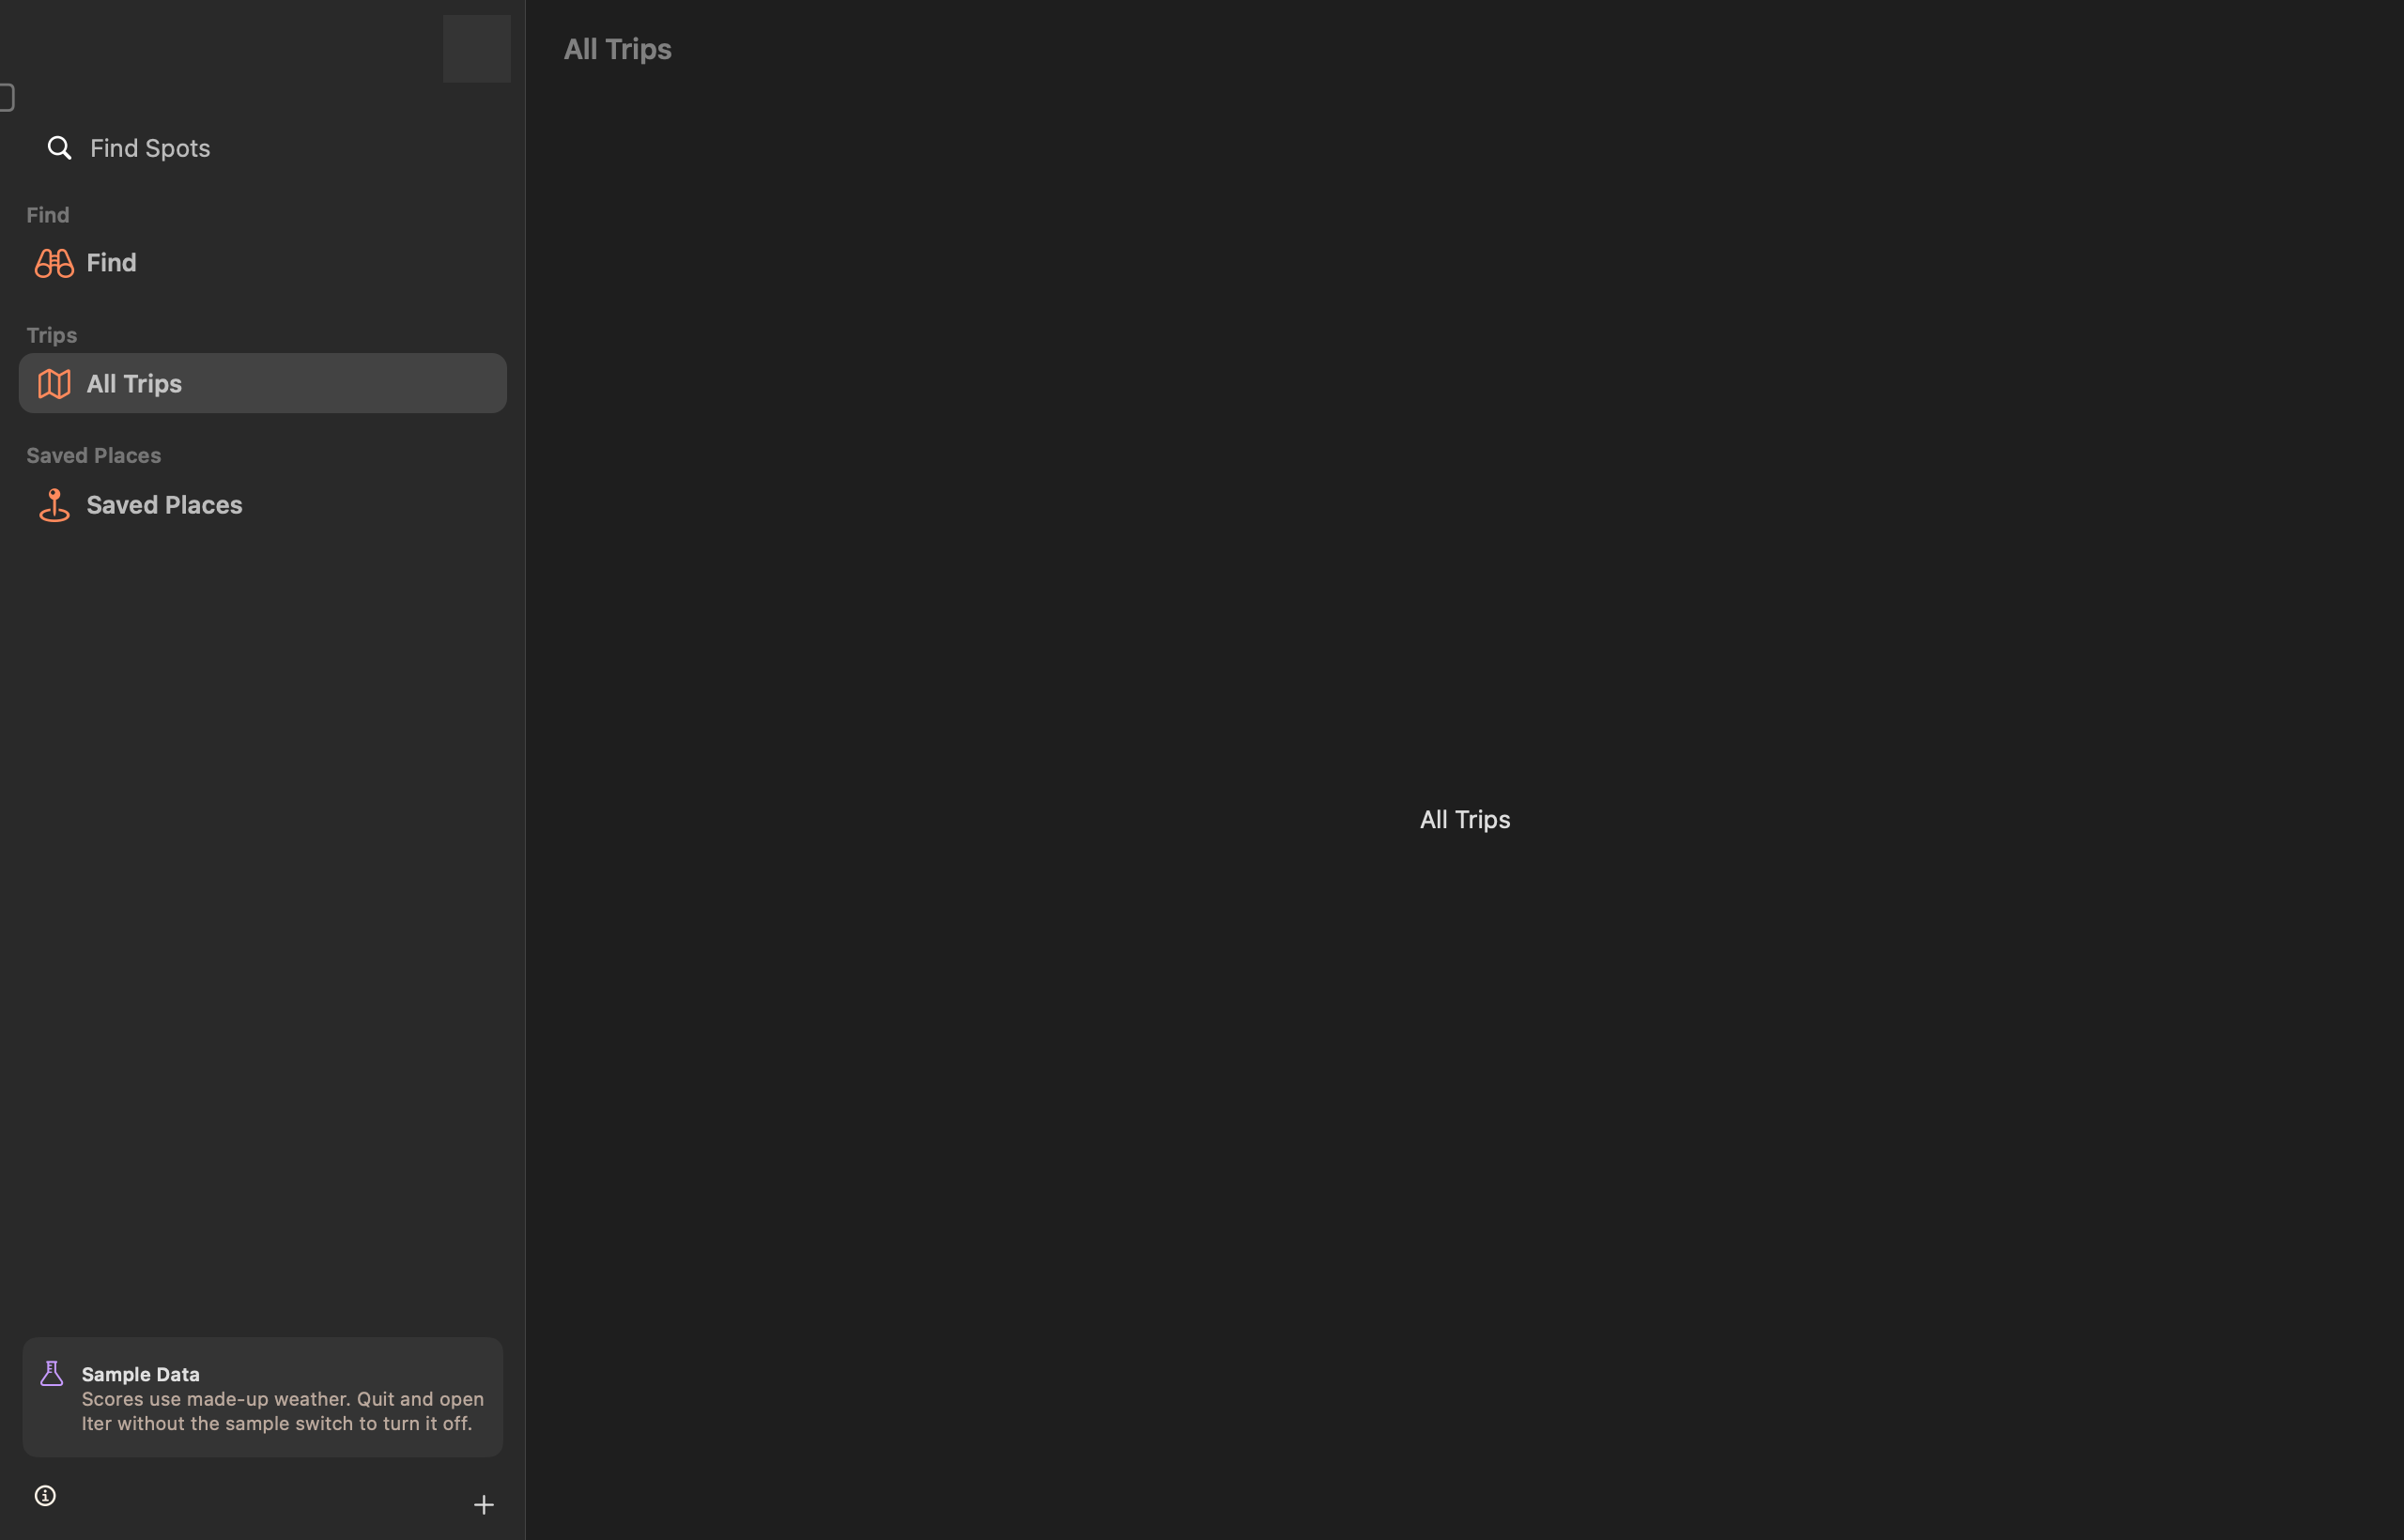 All Trips
Find Spots
Find
Find
Trips
All Trips
Saved Places
Saved Places
All Trips
Sample Data
Scores use made-up weather. Quit and open
Iter without the sample switch to turn it off.